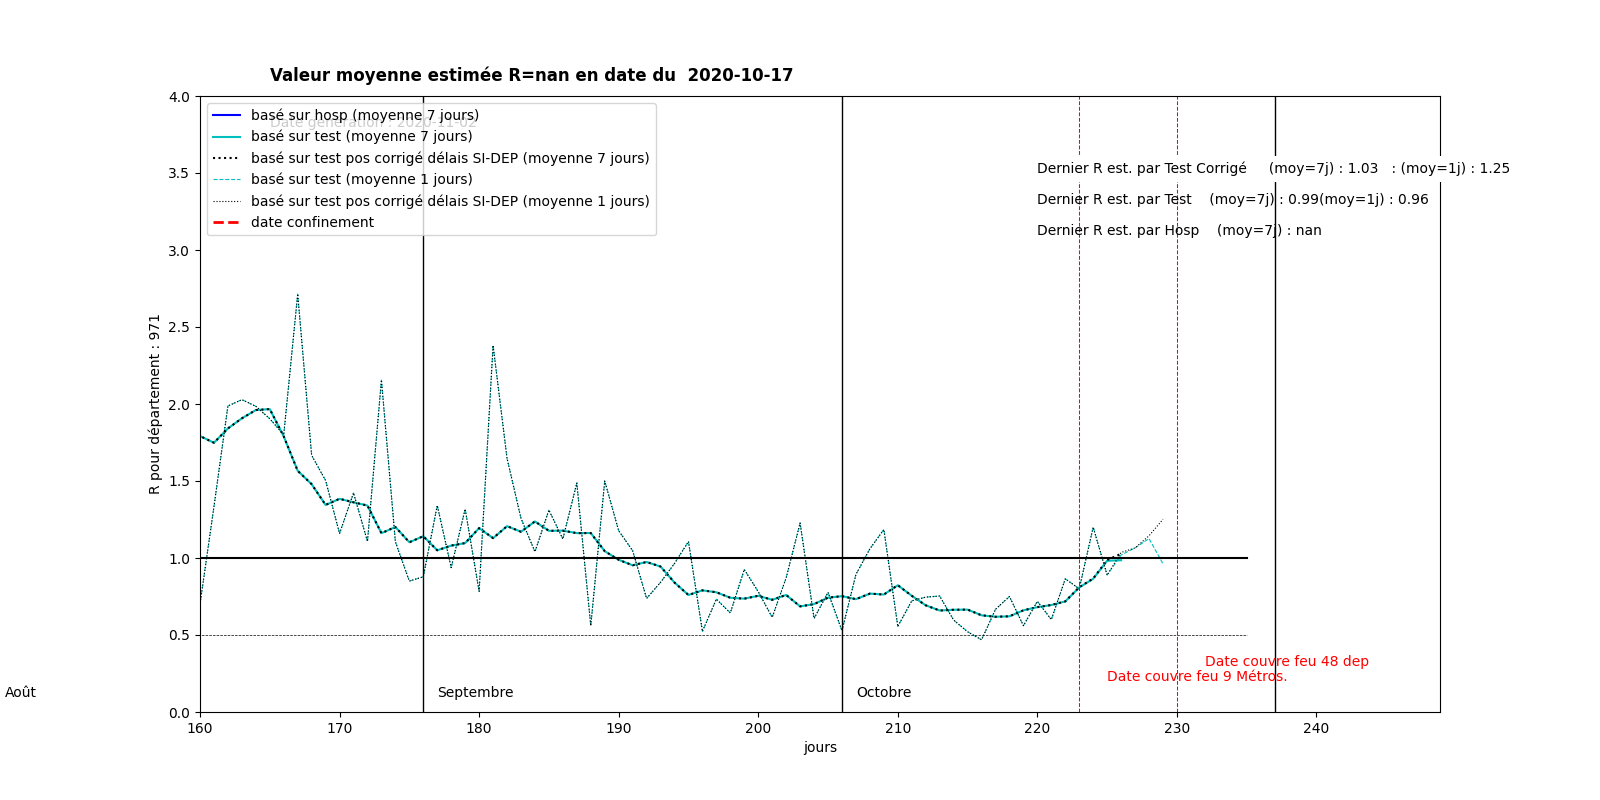 Valeur moyenne estimée R=nan en date du  2020-10-17
basé sur hosp (moyenne 7 jours)
Date génération : 2020-11-02
basé sur test (moyenne 7 jours)
basé sur test pos corrigé délais SI-DEP (moyenne 7 jours)
basé sur test (moyenne 1 jours)
basé sur test pos corrigé délais SI-DEP (moyenne 1 jours)
date confinement
Dernier R est. par Test Corrigé     (moy=7j) : 1.03   : (moy=1j) : 1.25
Dernier R est. par Test    (moy=7j) : 0.99(moy=1j) : 0.96
Dernier R est. par Hosp    (moy=7j) : nan
R pour département : 971
4.0
3.5
3.0
2.5
2.0
1.5
1.0
0.5
0.0
Date couvre feu 48 dep
Date couvre feu 9 Métros.
Août
Septembre
Octobre
160 170 180 190 200 210 220 230 240
jours